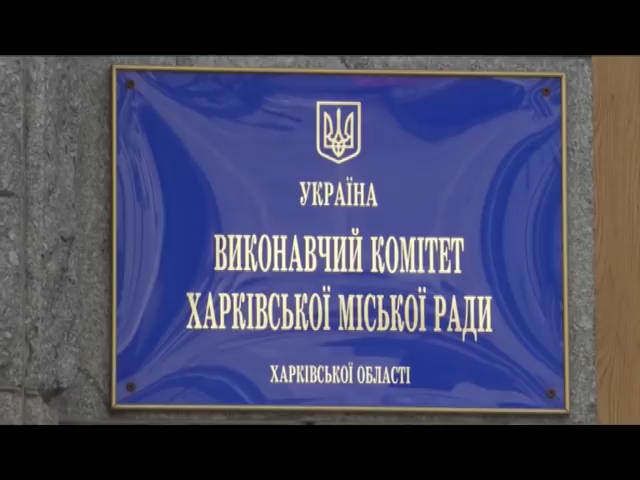 УКРАЇНА
ВИКОНАВЧИЙ КОМІТЕТ
ХАРКІВСЬКОЇ МІСЬКОЇ РАДИ
ХАРКІВСЬКОЇ ОБЛАСТІ